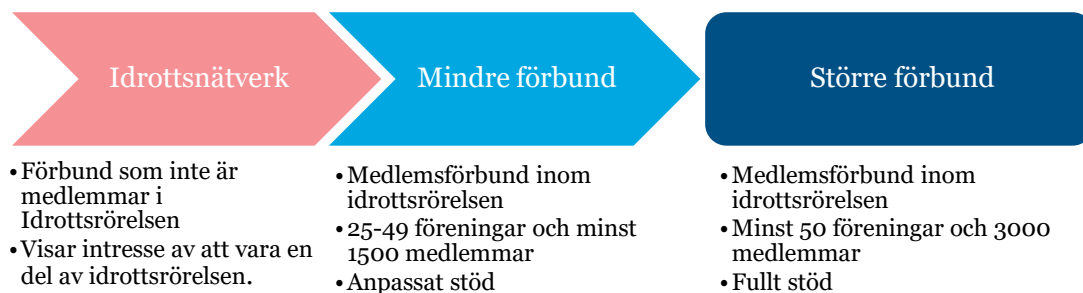 Idrottsnätverk
Mindre förbund
Större förbund
• Förbund som inte är
medlemmar i
Idrottsrörelsen
• Visar intresse av att vara en
del av idrottsrörelsen.
• Medlemsförbund inom
idrottsrörelsen
• 25-49 föreningar och minst
1500 medlemmar
• Anpassat stöd
• Medlemsförbund inom
idrottsrörelsen
• Minst 50 föreningar och 3000
medlemmar
• Fullt stöd